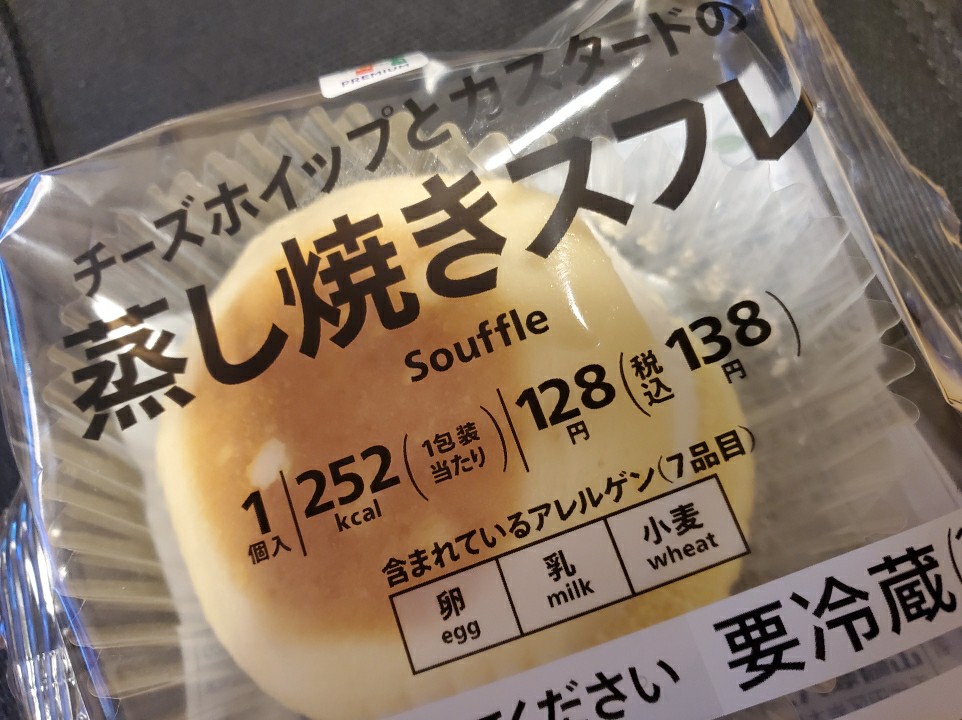 PREMIUM
チーズホイップとカスタードの
蒸し焼きスフレ
Souffle
1個入 252kcal(1包装当たり) 128円(税込138円)
含まれているアレルゲン(7品目)
卵 乳 小麦
egg milk wheat
ください 要冷蔵